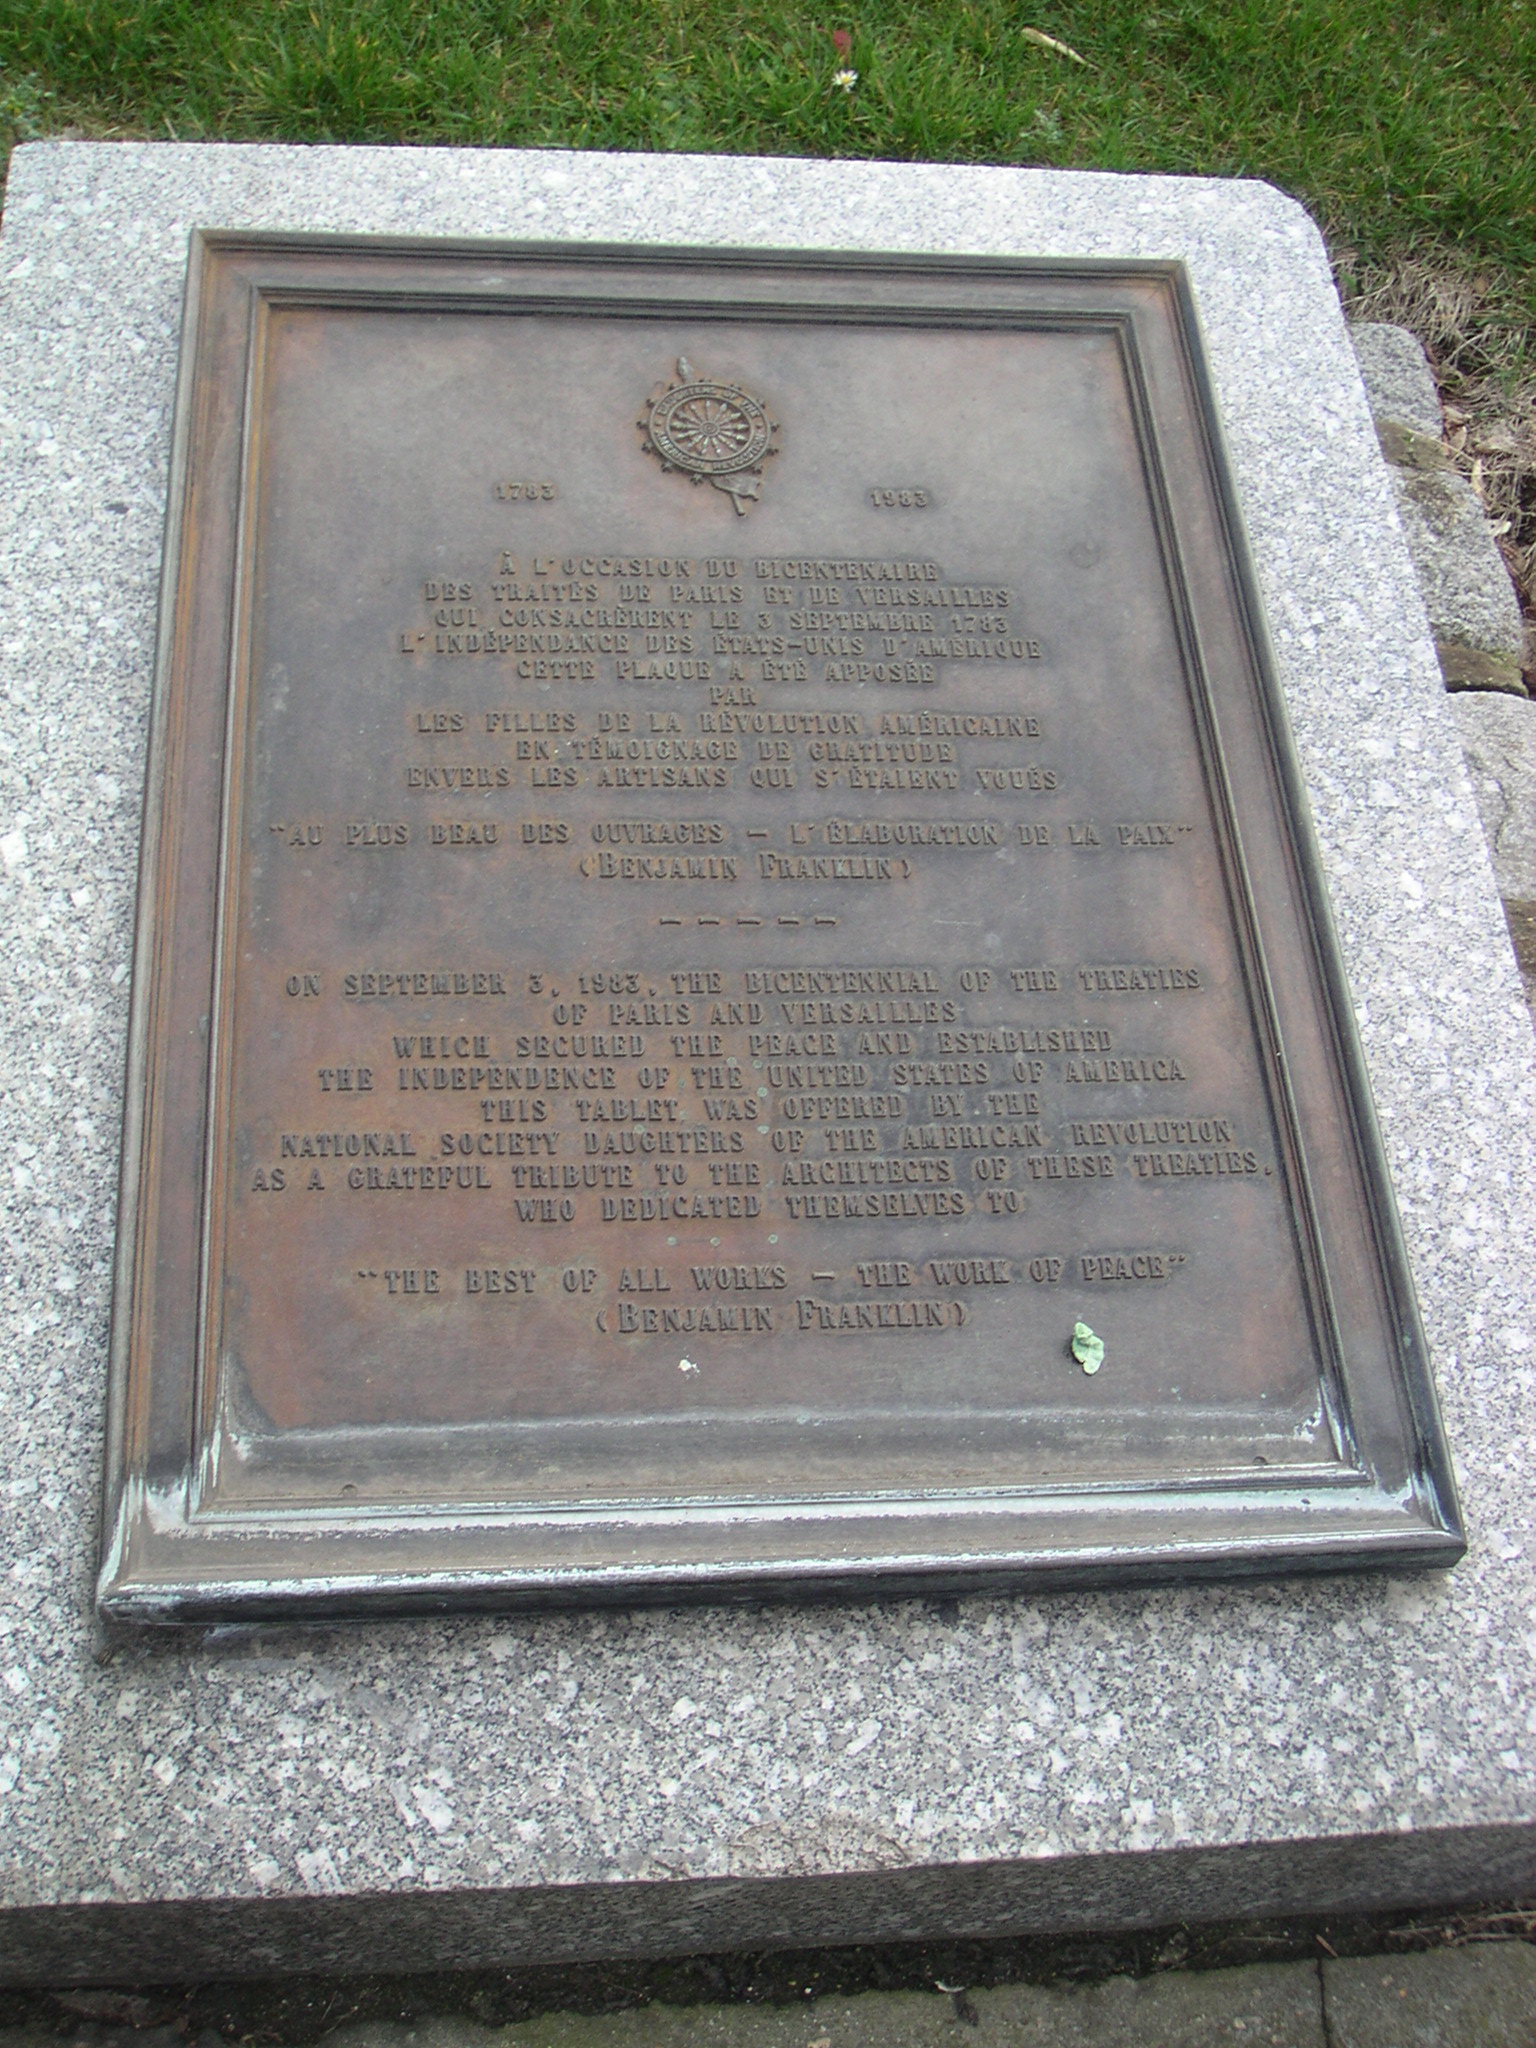 DAUGHTERS OF THE
AMERICAN REVOLUTION
1783 1983
À L'OCCASION DU BICENTENAIRE
DES TRAITÉS DE PARIS ET DE VERSAILLES
QUI CONSACRÈRENT LE 3 SEPTEMBRE 1783
L'INDÉPENDANCE DES ÉTATS-UNIS D'AMÉRIQUE
CETTE PLAQUE A ÉTÉ APPOSÉE
PAR
LES FILLES DE LA RÉVOLUTION AMÉRICAINE
EN TÉMOIGNAGE DE GRATITUDE
ENVERS LES ARTISANS QUI S'ÉTAIENT VOUÉS
"AU PLUS BEAU DES OUVRAGES — L'ÉLABORATION DE LA PAIX"
(BENJAMIN FRANKLIN)
— — — — —
ON SEPTEMBER 3, 1983, THE BICENTENNIAL OF THE TREATIES
OF PARIS AND VERSAILLES
WHICH SECURED THE PEACE AND ESTABLISHED
THE INDEPENDENCE OF THE UNITED STATES OF AMERICA
THIS TABLET WAS OFFERED BY THE
NATIONAL SOCIETY DAUGHTERS OF THE AMERICAN REVOLUTION
AS A GRATEFUL TRIBUTE TO THE ARCHITECTS OF THESE TREATIES,
WHO DEDICATED THEMSELVES TO
"THE BEST OF ALL WORKS — THE WORK OF PEACE"
(BENJAMIN FRANKLIN)